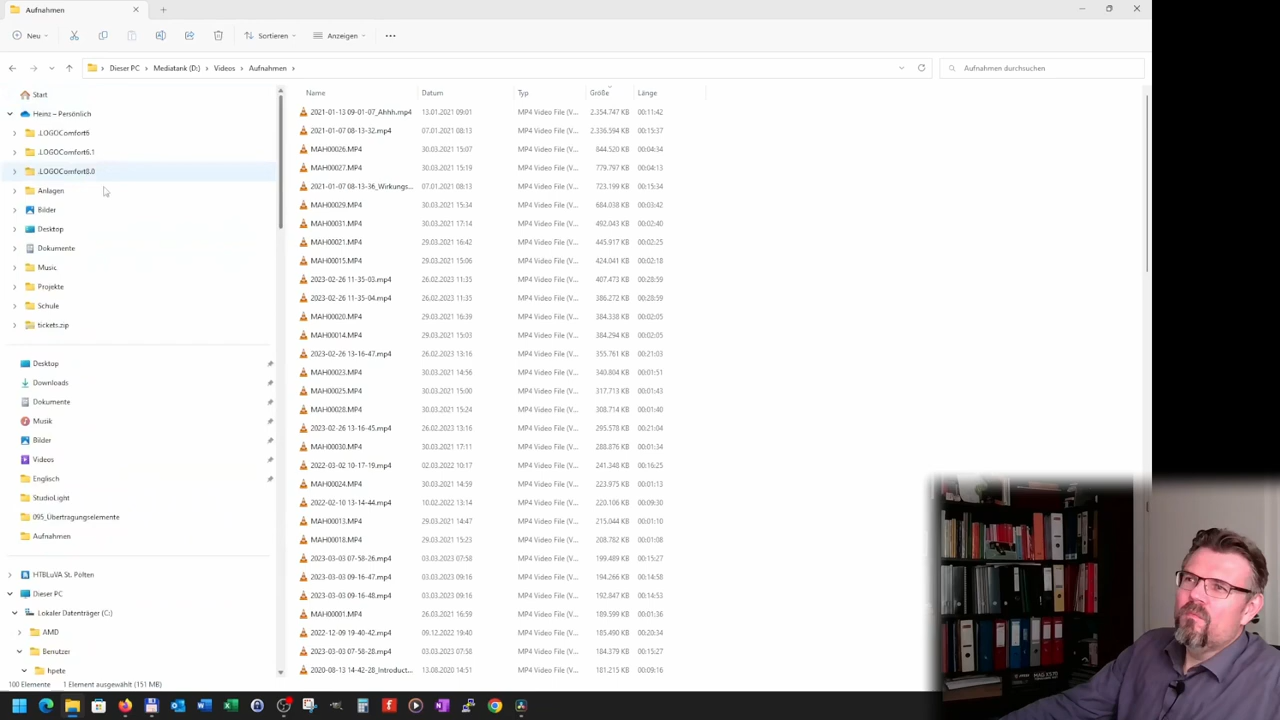 Aufnahmen
Neu
Sortieren
Anzeigen
Dieser PC
Mediatank (D:)
Videos
Aufnahmen
Aufnahmen durchsuchen
Start
Heinz – Persönlich
.LOGOComfort6
.LOGOComfort6.1
.LOGOComfort8.0
Anlagen
Bilder
Desktop
Dokumente
Music
Projekte
Schule
tickets.zip
Desktop
Downloads
Dokumente
Musik
Bilder
Videos
Englisch
StudioLight
095_Übertragungselemente
Aufnahmen
HTBLuVA St. Pölten
Dieser PC
Lokaler Datenträger (C:)
AMD
Benutzer
hpete
Name Datum Typ Größe Länge
2021-01-13 09-01-07_Ahhh.mp4 13.01.2021 09:01 MP4 Video File (V... 2.354.747 KB 00:11:42
2021-01-07 08-13-32.mp4 07.01.2021 08:13 MP4 Video File (V... 2.336.594 KB 00:15:37
MAH00026.MP4 30.03.2021 15:07 MP4 Video File (V... 844.520 KB 00:04:34
MAH00027.MP4 30.03.2021 15:19 MP4 Video File (V... 779.797 KB 00:04:13
2021-01-07 08-13-36_Wirkungs... 07.01.2021 08:13 MP4 Video File (V... 723.199 KB 00:15:34
MAH00029.MP4 30.03.2021 15:34 MP4 Video File (V... 684.038 KB 00:03:42
MAH00031.MP4 30.03.2021 17:14 MP4 Video File (V... 492.043 KB 00:02:40
MAH00021.MP4 29.03.2021 16:42 MP4 Video File (V... 445.917 KB 00:02:25
MAH00015.MP4 29.03.2021 15:06 MP4 Video File (V... 424.041 KB 00:02:18
2023-02-26 11-35-03.mp4 26.02.2023 11:35 MP4 Video File (V... 407.473 KB 00:28:59
2023-02-26 11-35-04.mp4 26.02.2023 11:35 MP4 Video File (V... 386.272 KB 00:28:59
MAH00020.MP4 29.03.2021 16:39 MP4 Video File (V... 384.338 KB 00:02:05
MAH00014.MP4 29.03.2021 15:03 MP4 Video File (V... 384.294 KB 00:02:05
2023-02-26 13-16-47.mp4 26.02.2023 13:16 MP4 Video File (V... 355.761 KB 00:21:03
MAH00023.MP4 30.03.2021 14:56 MP4 Video File (V... 340.804 KB 00:01:51
MAH00025.MP4 30.03.2021 15:00 MP4 Video File (V... 317.713 KB 00:01:43
MAH00028.MP4 30.03.2021 15:24 MP4 Video File (V... 308.714 KB 00:01:40
2023-02-26 13-16-45.mp4 26.02.2023 13:16 MP4 Video File (V... 295.578 KB 00:21:04
MAH00030.MP4 30.03.2021 17:11 MP4 Video File (V... 288.876 KB 00:01:34
2022-03-02 10-17-19.mp4 02.03.2022 10:17 MP4 Video File (V... 241.348 KB 00:16:25
MAH00024.MP4 30.03.2021 14:59 MP4 Video File (V... 223.975 KB 00:01:13
2022-02-10 13-14-44.mp4 10.02.2022 13:14 MP4 Video File (V... 220.106 KB 00:09:30
MAH00013.MP4 29.03.2021 14:47 MP4 Video File (V... 215.044 KB 00:01:10
MAH00018.MP4 29.03.2021 15:23 MP4 Video File (V... 208.782 KB 00:01:08
2023-03-03 07-58-26.mp4 03.03.2023 07:58 MP4 Video File (V... 199.489 KB 00:15:27
2023-03-03 09-16-47.mp4 03.03.2023 09:16 MP4 Video File (V... 194.266 KB 00:14:58
2023-03-03 09-16-48.mp4 03.03.2023 09:16 MP4 Video File (V... 192.847 KB 00:14:53
MAH00001.MP4 26.03.2021 16:59 MP4 Video File (V... 189.599 KB 00:01:36
2022-12-09 19-40-42.mp4 09.12.2022 19:40 MP4 Video File (V... 185.490 KB 00:20:34
2023-03-03 07-58-28.mp4 03.03.2023 07:58 MP4 Video File (V... 184.379 KB 00:15:27
2020-08-13 14-42-28_Introduct... 13.08.2020 14:51 MP4 Video File (V... 181.215 KB 00:09:16
100 Elemente 1 Element ausgewählt (151 MB)